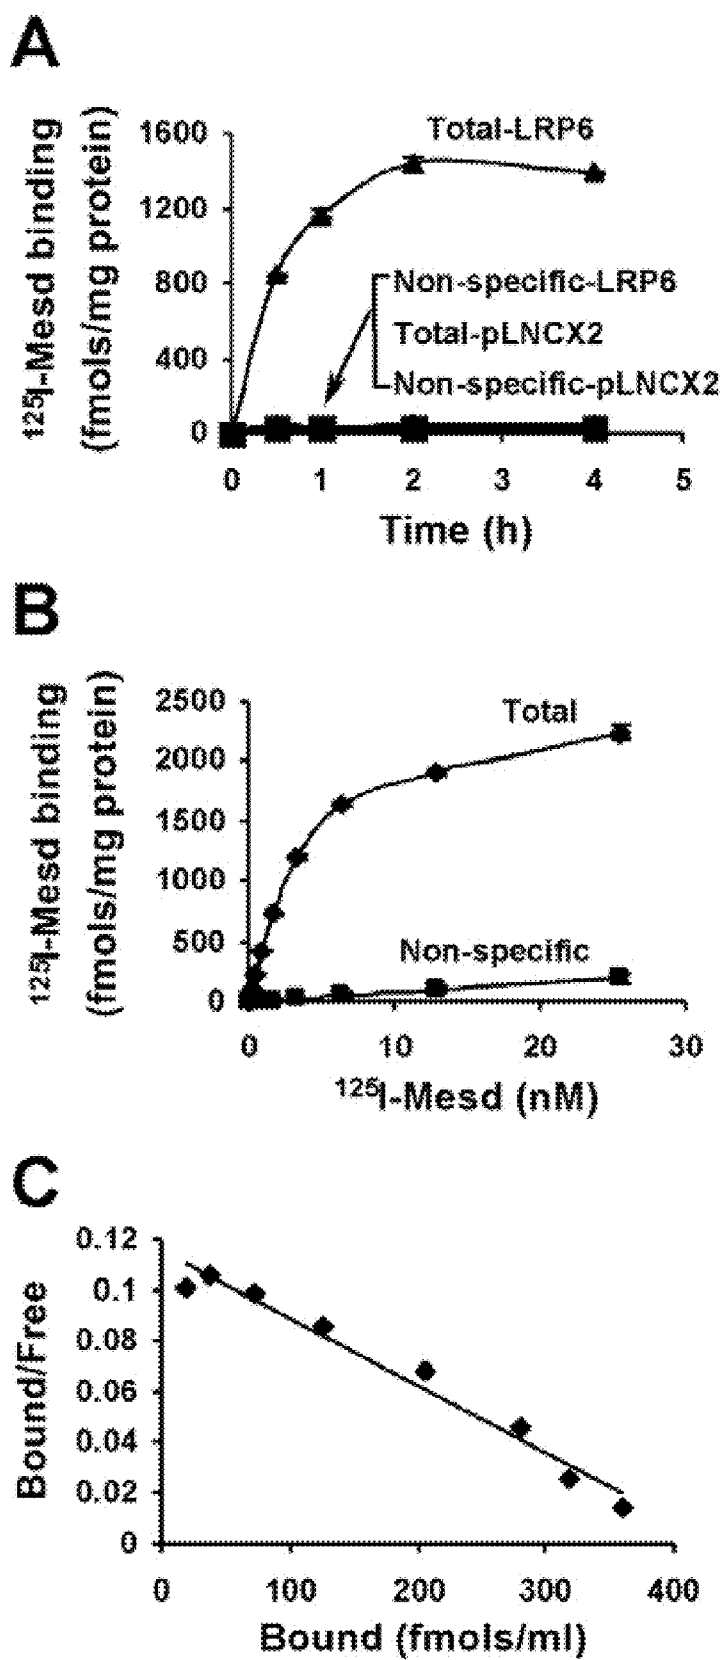 A
¹²⁵I-Mesd binding
(fmols/mg protein)
1600
1200
800
400
0
Total-LRP6
Non-specific-LRP6
Total-pLNCX2
Non-specific-pLNCX2
0 1 2 3 4 5
Time (h)
B
¹²⁵I-Mesd binding
(fmols/mg protein)
2500
2000
1500
1000
500
0
Total
Non-specific
0 10 20 30
¹²⁵I-Mesd (nM)
C
Bound/Free
0.12
0.1
0.08
0.06
0.04
0.02
0
0 100 200 300 400
Bound (fmols/ml)